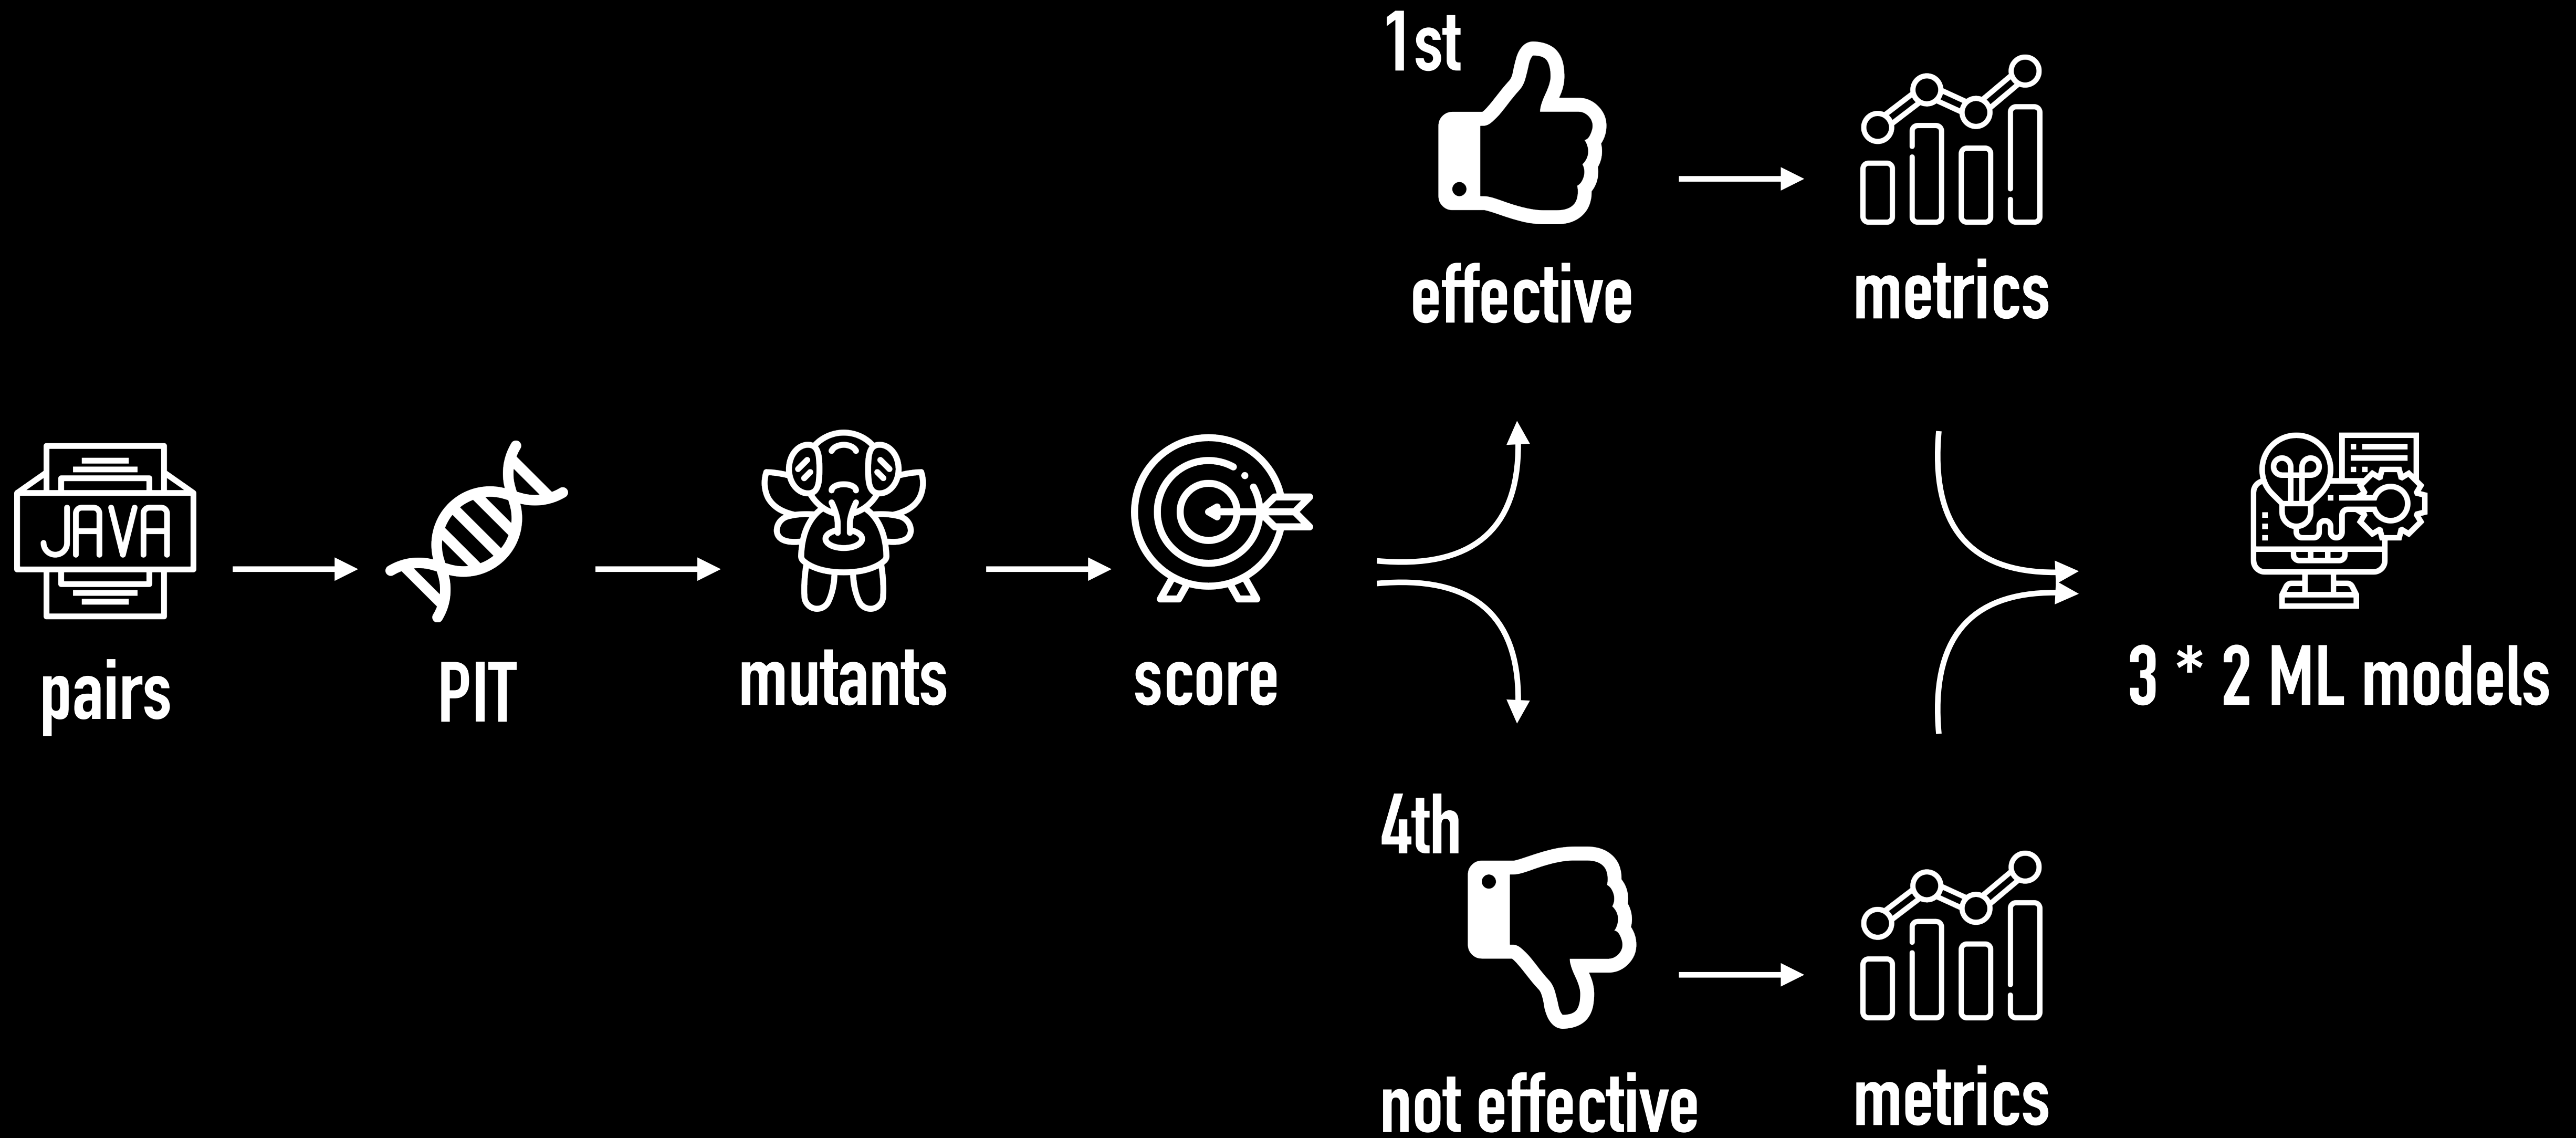 JAVA
pairs
PIT
mutants
score
1st
effective
metrics
4th
not effective
metrics
3 * 2 ML models